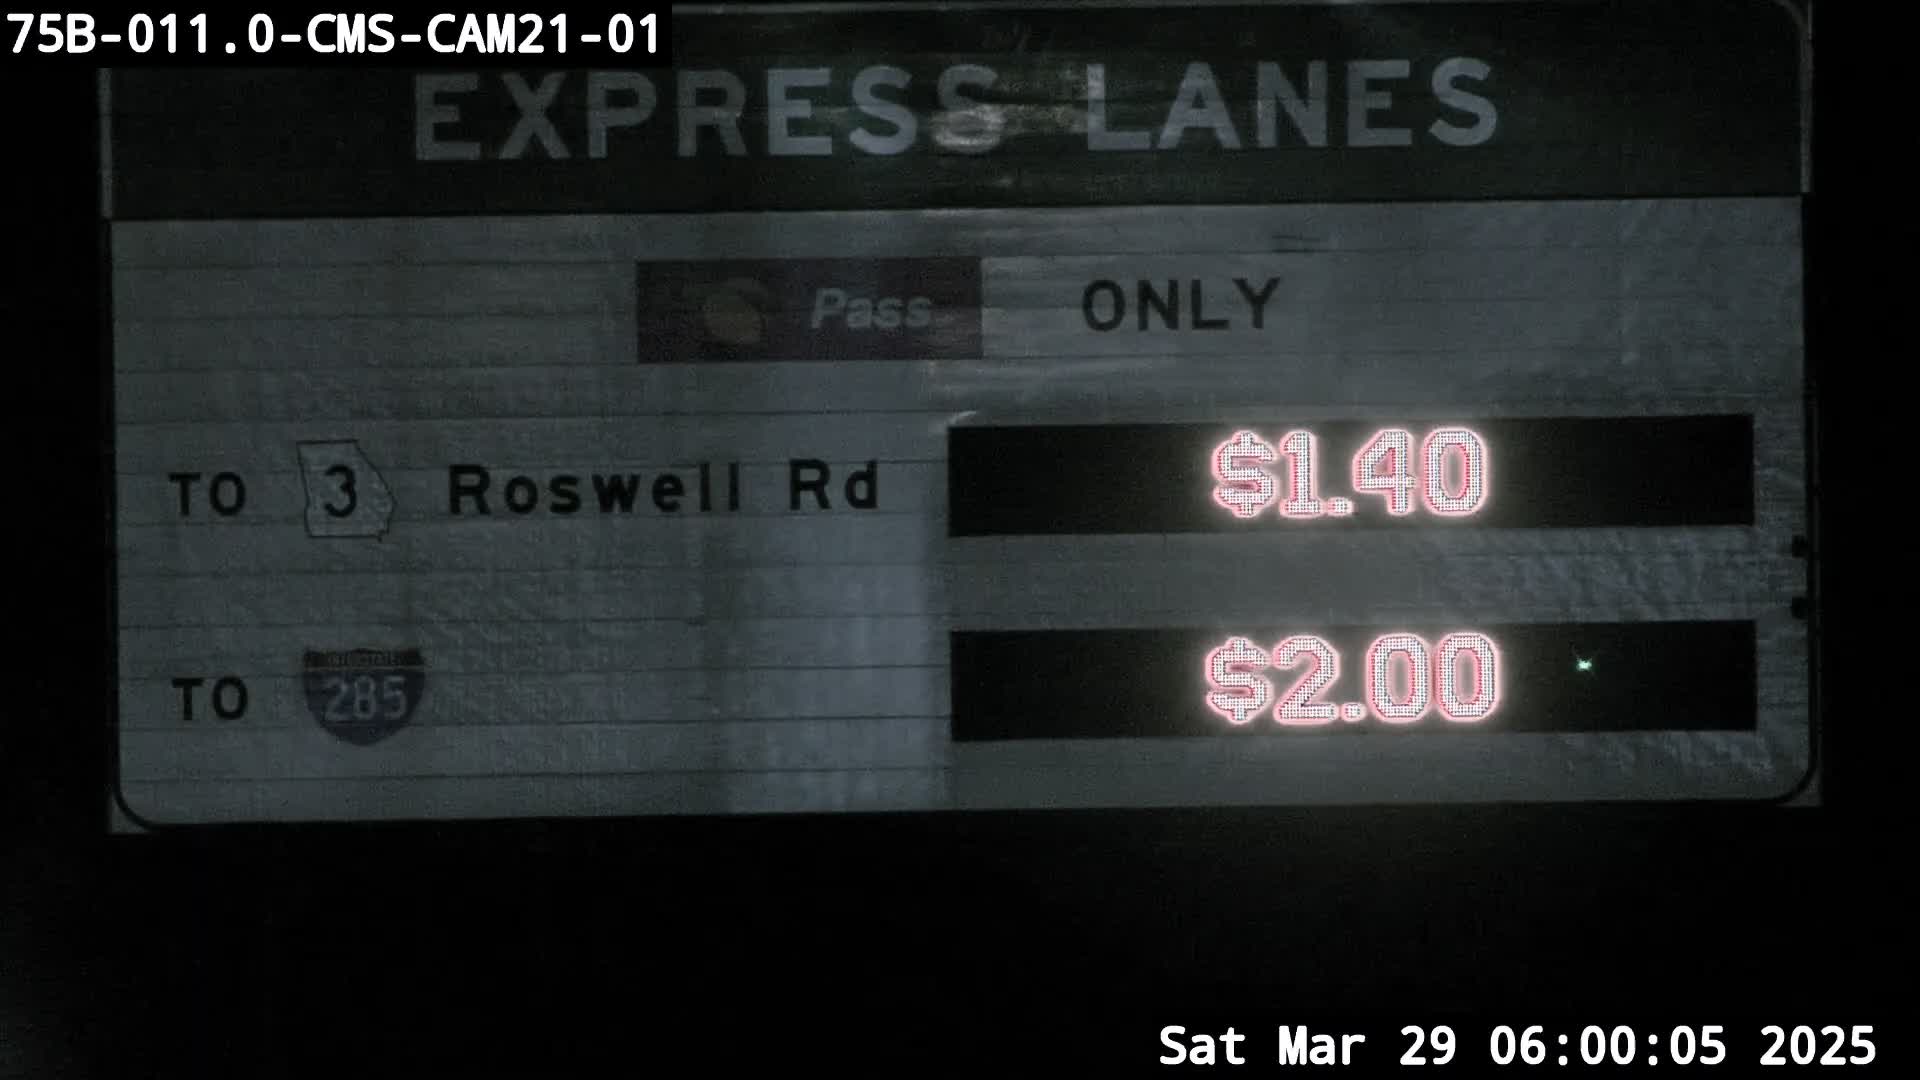 75B-011.0-CMS-CAM21-01
EXPRESS LANES
Pass ONLY
TO 3 Roswell Rd $1.40
TO INTERSTATE 285 $2.00
Sat Mar 29 06:00:05 2025